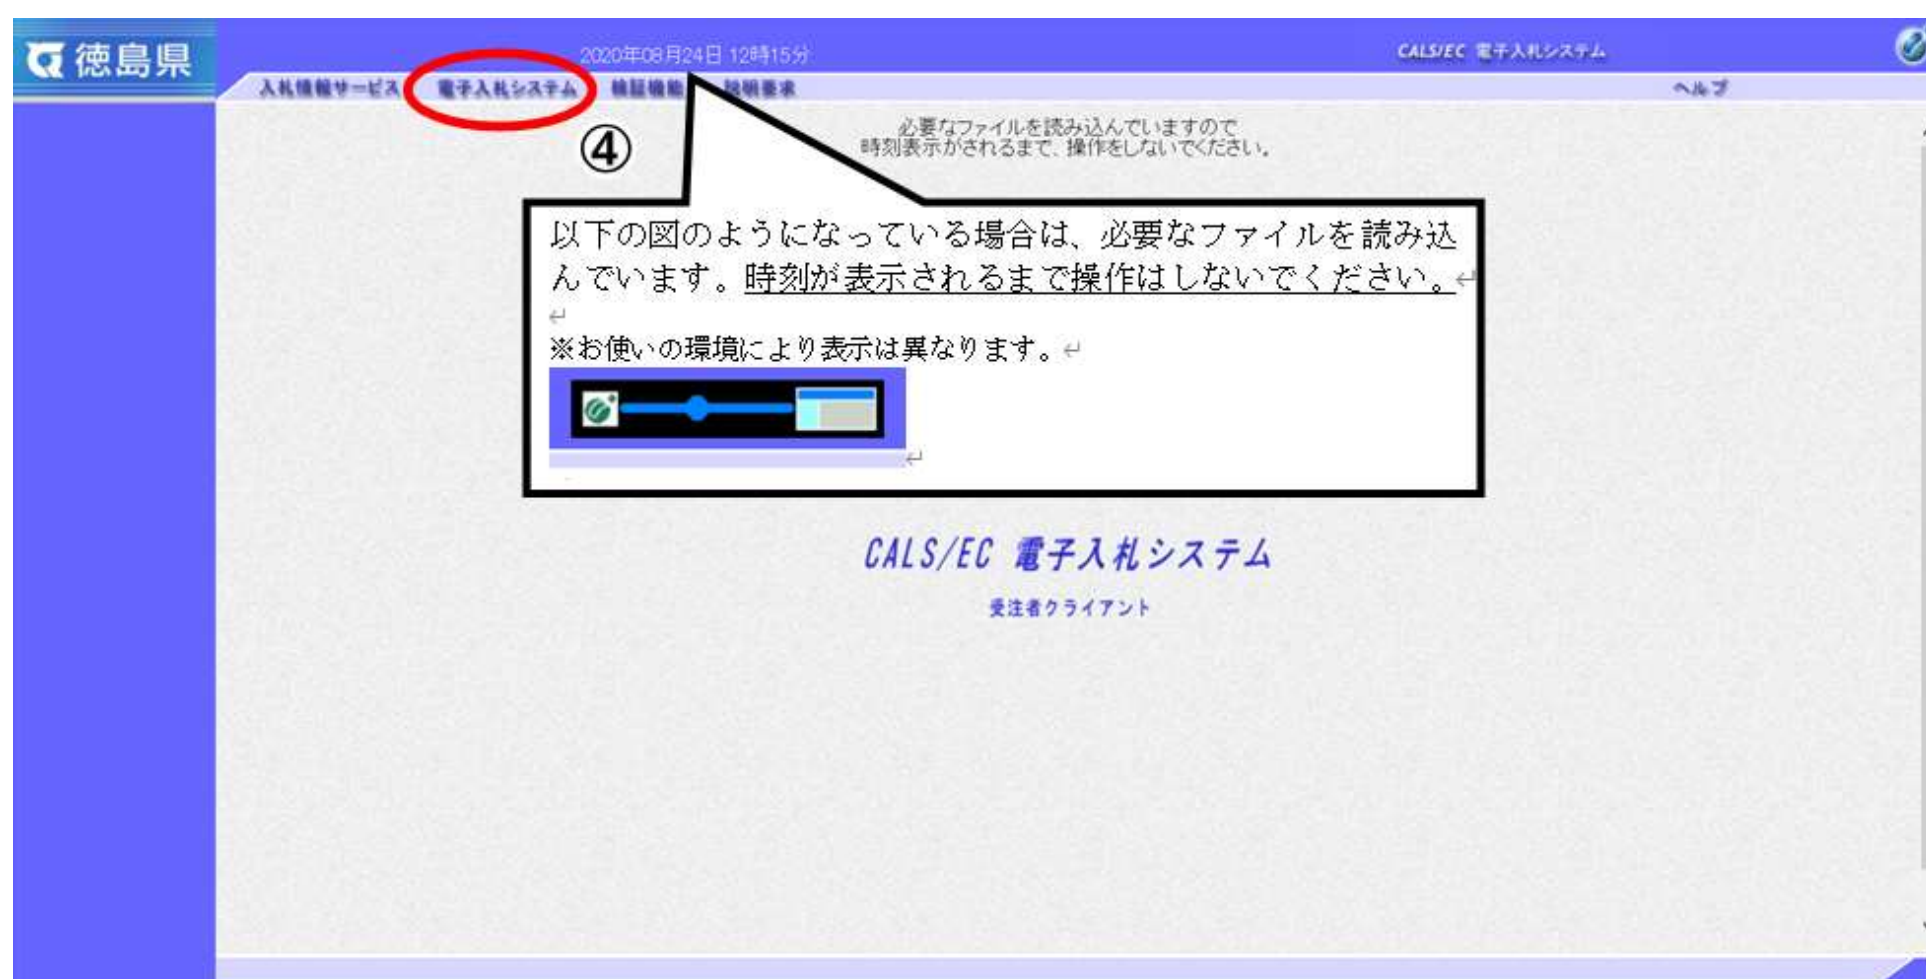 徳島県
2020年08月24日 12時15分
CALS/EC 電子入札システム
入札情報サービス 電子入札システム 検証機能 説明要求 ヘルプ
必要なファイルを読み込んでいますので
時刻表示がされるまで、操作をしないでください。
④
以下の図のようになっている場合は、必要なファイルを読み込
んでいます。時刻が表示されるまで操作はしないでください。↵
↵
※お使いの環境により表示は異なります。↵
↵
CALS/EC 電子入札システム
受注者クライアント